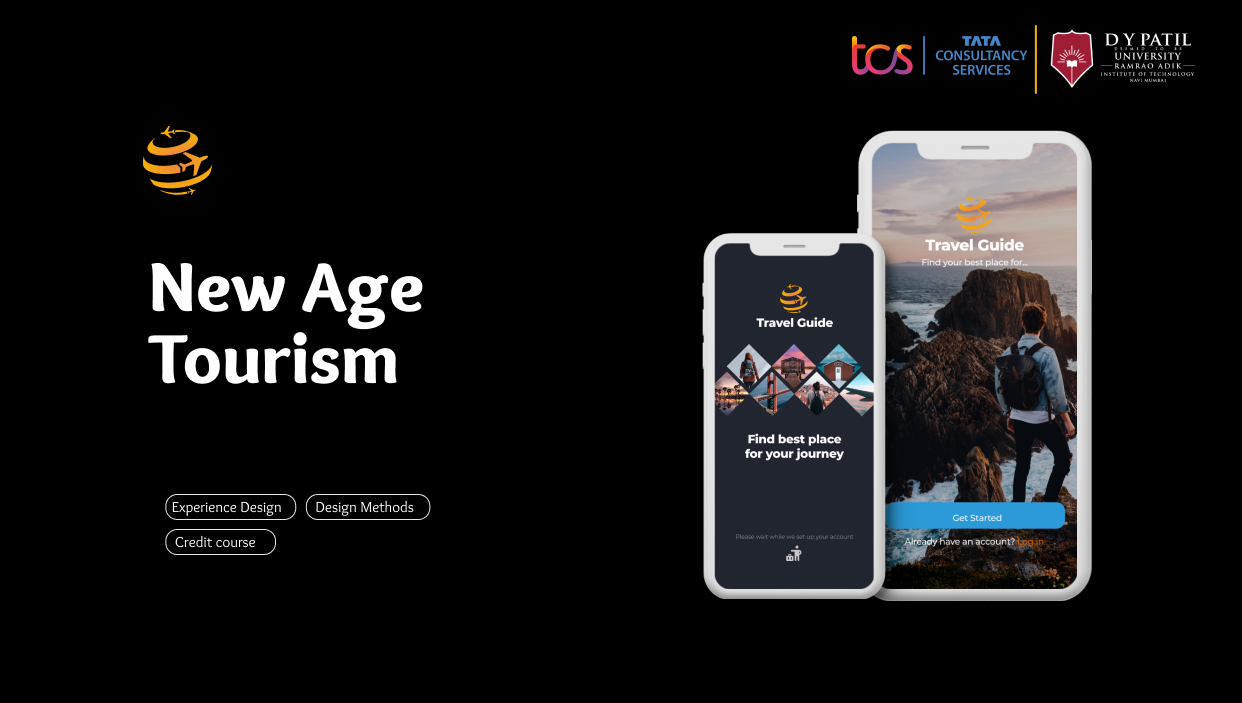 tcs
TATA
CONSULTANCY
SERVICES
D Y PATIL
DEEMED TO BE
UNIVERSITY
RAMRAO ADIK
INSTITUTE OF TECHNOLOGY
NAVI MUMBAI
New Age
Tourism
Experience Design
Design Methods
Credit course
Travel Guide
Find best place
for your journey
Please wait while we set up your account
Travel Guide
Find your best place for...
Get Started
Already have an account? Log in